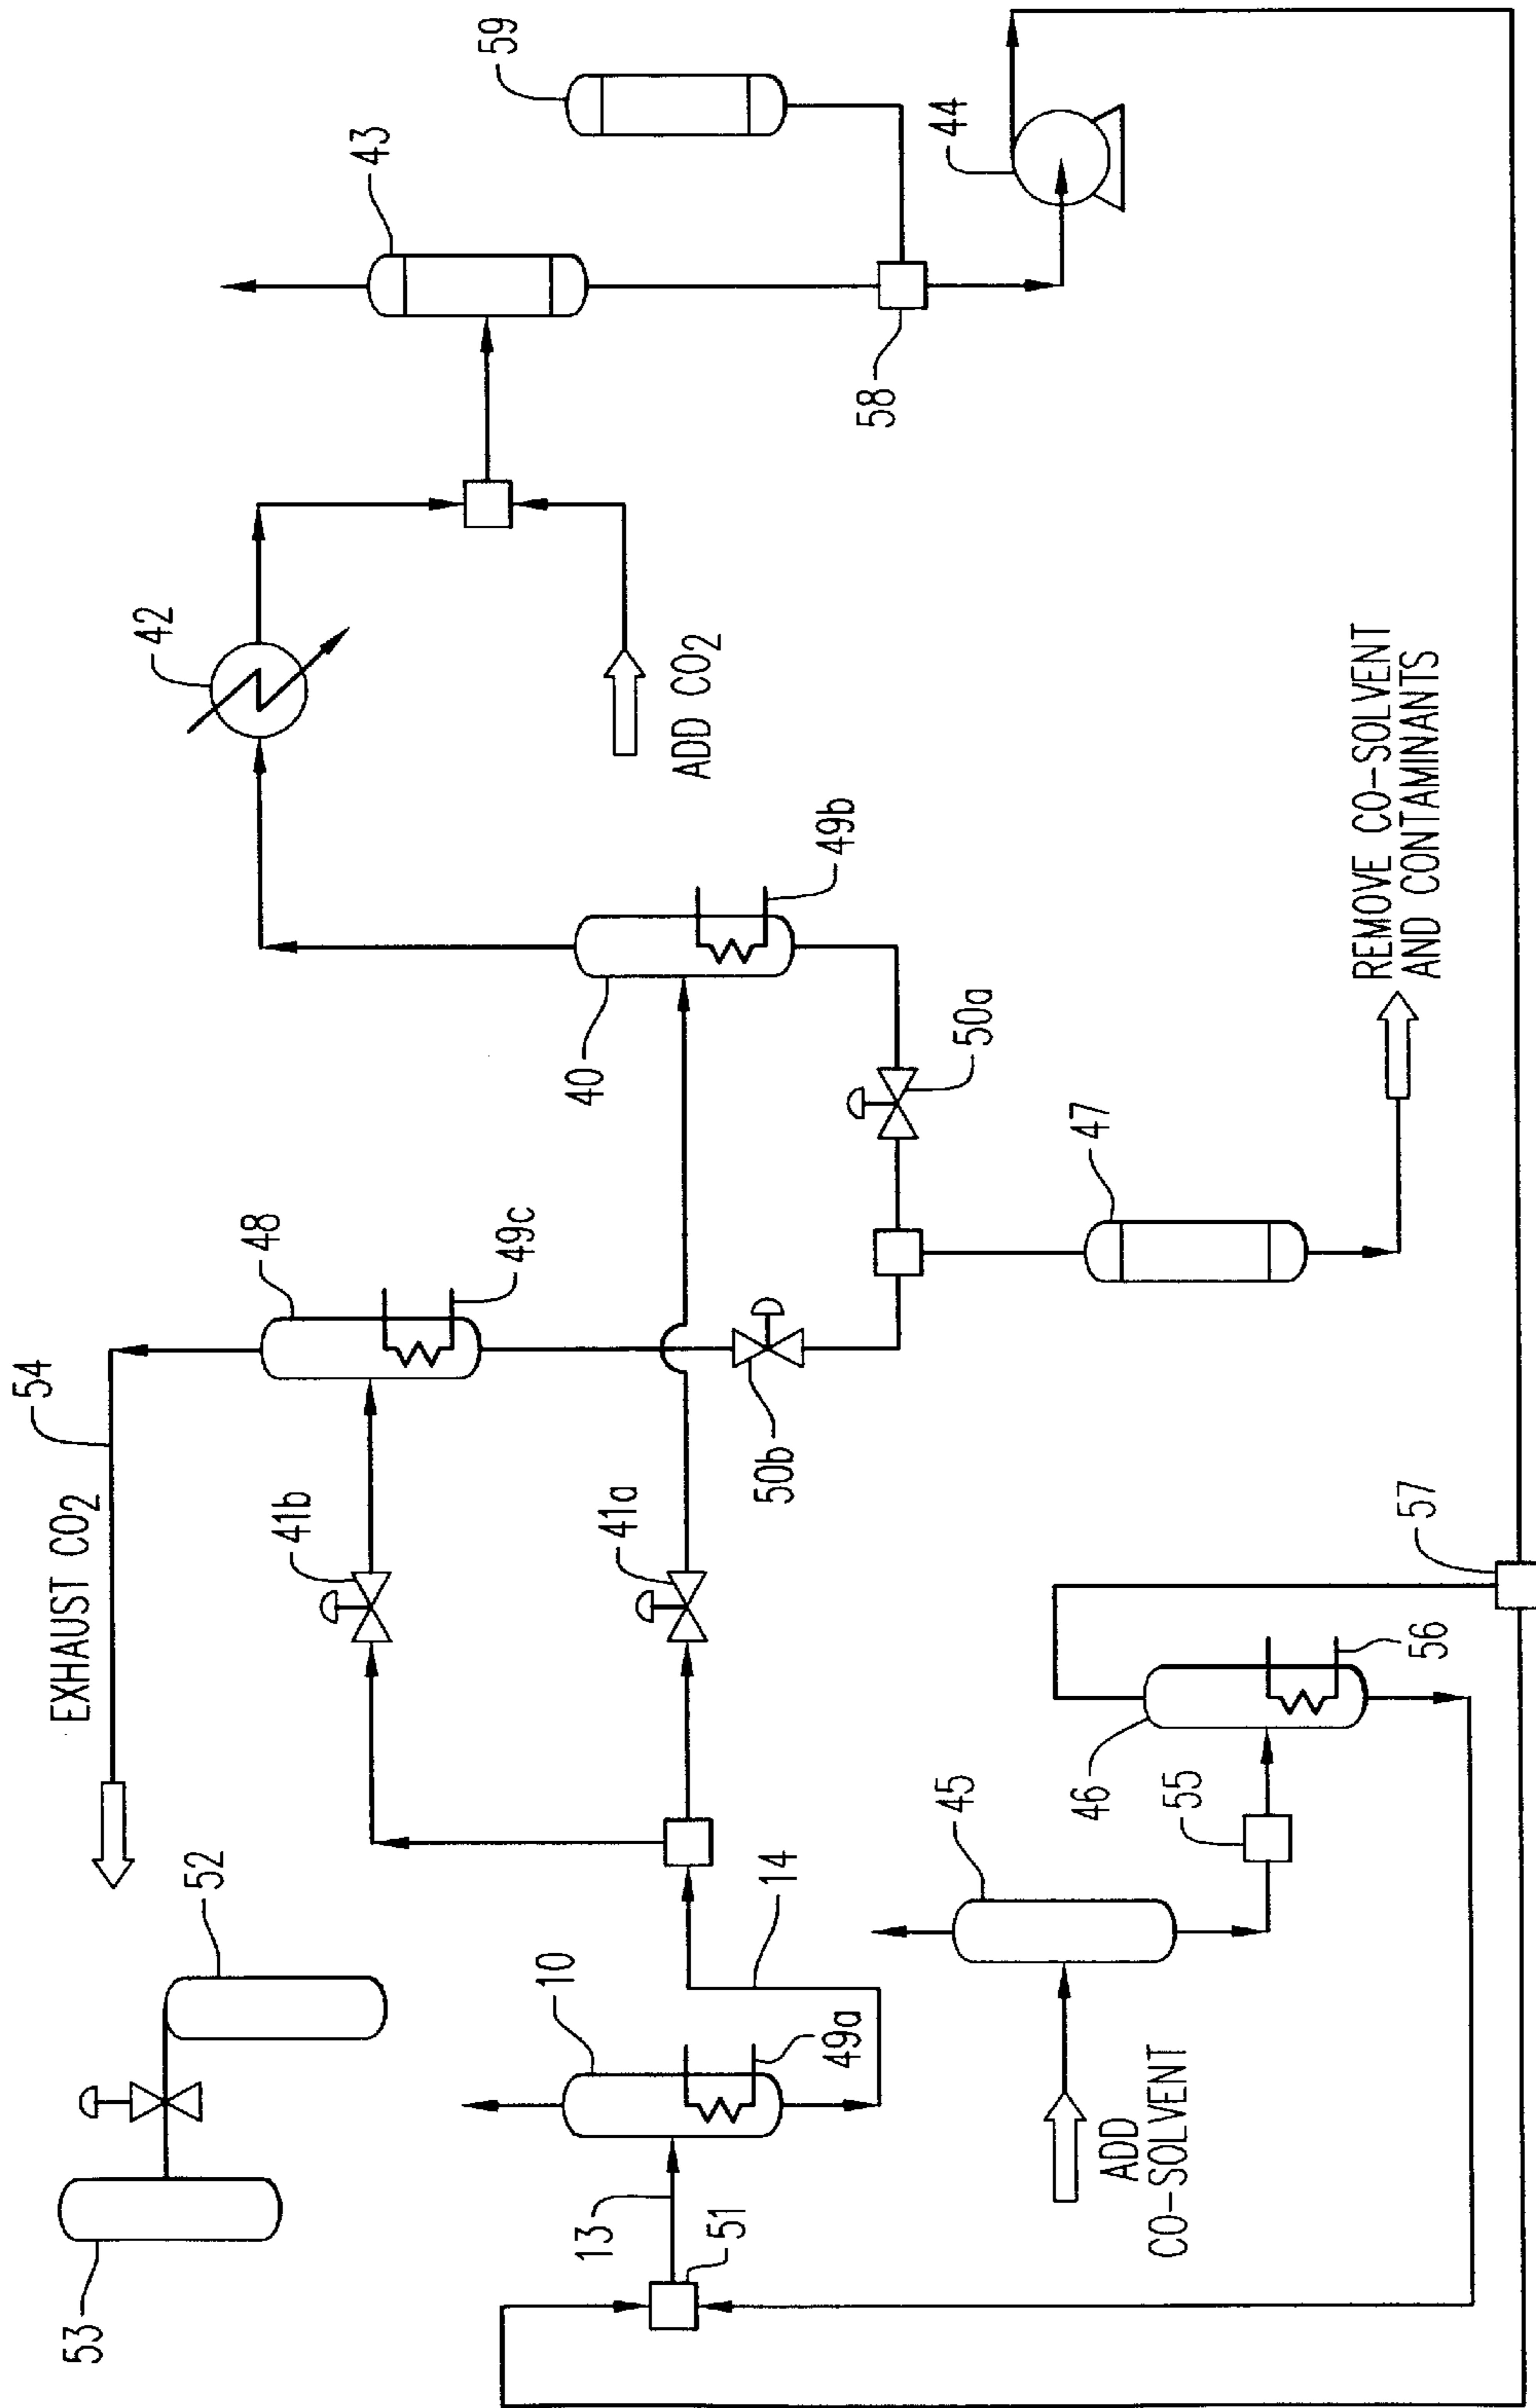 53
52
EXHAUST CO2
54
13
51
10
49a
14
41b
41a
48
49c
50b
40
49b
50a
42
ADD CO2
43
59
58
44
47
REMOVE CO-SOLVENT
AND CONTAMINANTS
ADD
CO-SOLVENT
45
55
46
56
57